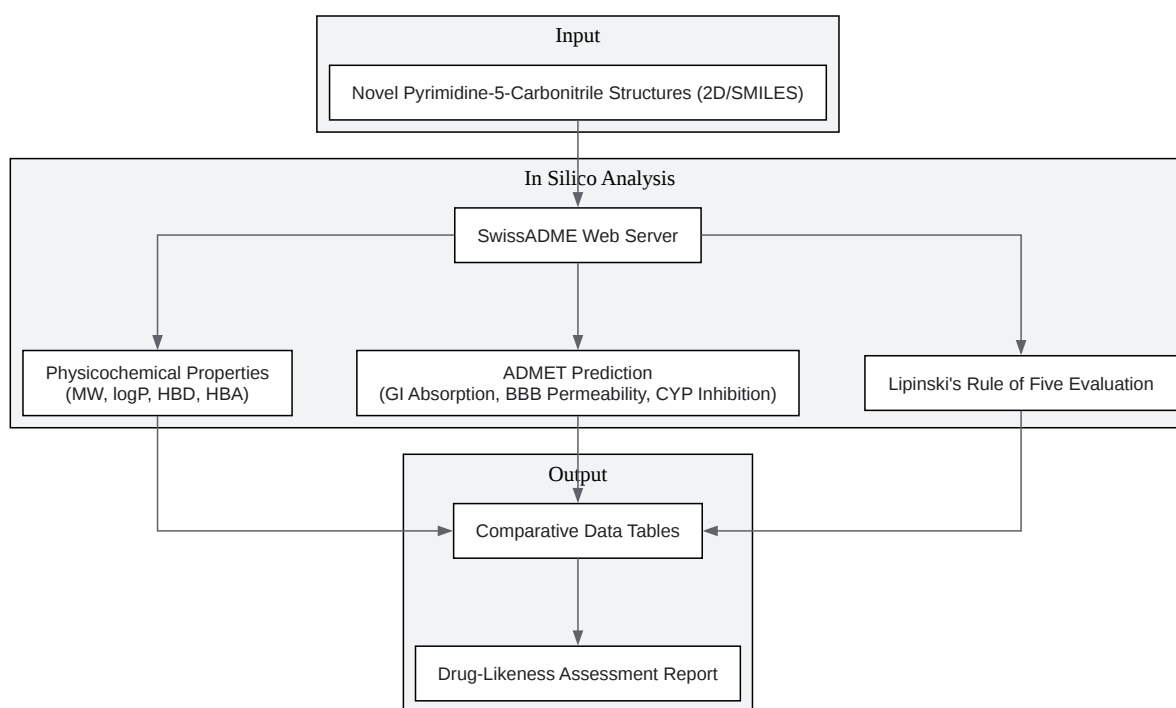 Input
Novel Pyrimidine-5-Carbonitrile Structures (2D/SMILES)
In Silico Analysis
SwissADME Web Server
Physicochemical Properties
(MW, logP, HBD, HBA)
ADMET Prediction
(GI Absorption, BBB Permeability, CYP Inhibition)
Lipinski's Rule of Five Evaluation
Output
Comparative Data Tables
Drug-Likeness Assessment Report